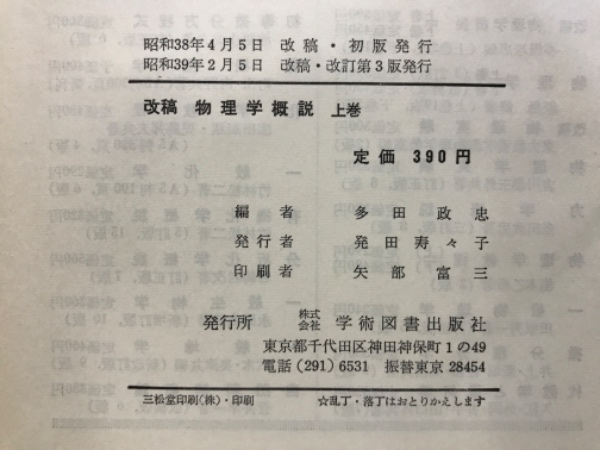 昭和38年4月5日 改稿・初版発行
昭和39年2月5日 改稿・改訂第3版発行
改稿 物理学概説 上巻
定価 390円
編者 多田政忠
発行者 発田寿々子
印刷者 矢部富三
発行所 株式会社 学術図書出版社
東京都千代田区神田神保町1の49
電話(291)6531 振替東京28454
三松堂印刷(株)・印刷 ☆乱丁・落丁はおとりかえします